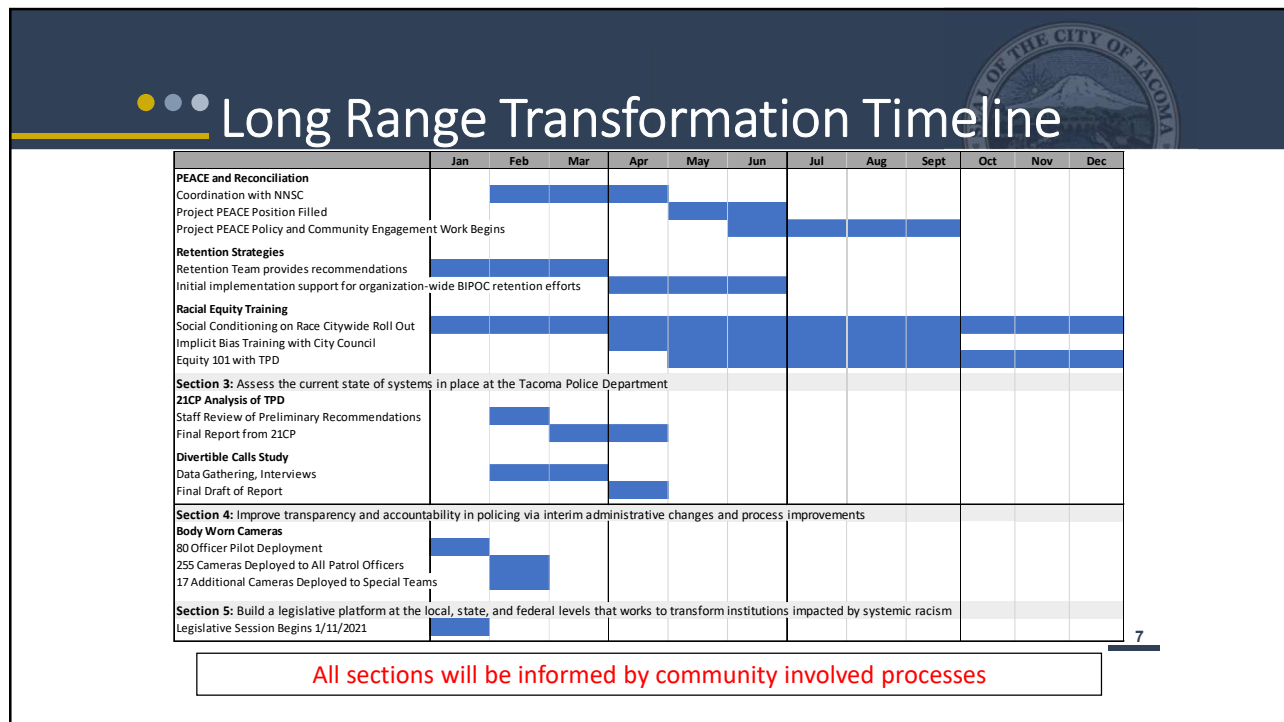 SEAL OF THE CITY OF TACOMA
Long Range Transformation Timeline
Jan Feb Mar Apr May Jun Jul Aug Sept Oct Nov Dec
PEACE and Reconciliation
Coordination with NNSC
Project PEACE Position Filled
Project PEACE Policy and Community Engagement Work Begins
Retention Strategies
Retention Team provides recommendations
Initial implementation support for organization-wide BIPOC retention efforts
Racial Equity Training
Social Conditioning on Race Citywide Roll Out
Implicit Bias Training with City Council
Equity 101 with TPD
Section 3: Assess the current state of systems in place at the Tacoma Police Department
21CP Analysis of TPD
Staff Review of Preliminary Recommendations
Final Report from 21CP
Divertible Calls Study
Data Gathering, Interviews
Final Draft of Report
Section 4: Improve transparency and accountability in policing via interim administrative changes and process improvements
Body Worn Cameras
80 Officer Pilot Deployment
255 Cameras Deployed to All Patrol Officers
17 Additional Cameras Deployed to Special Teams
Section 5: Build a legislative platform at the local, state, and federal levels that works to transform institutions impacted by systemic racism
Legislative Session Begins 1/11/2021
7
All sections will be informed by community involved processes